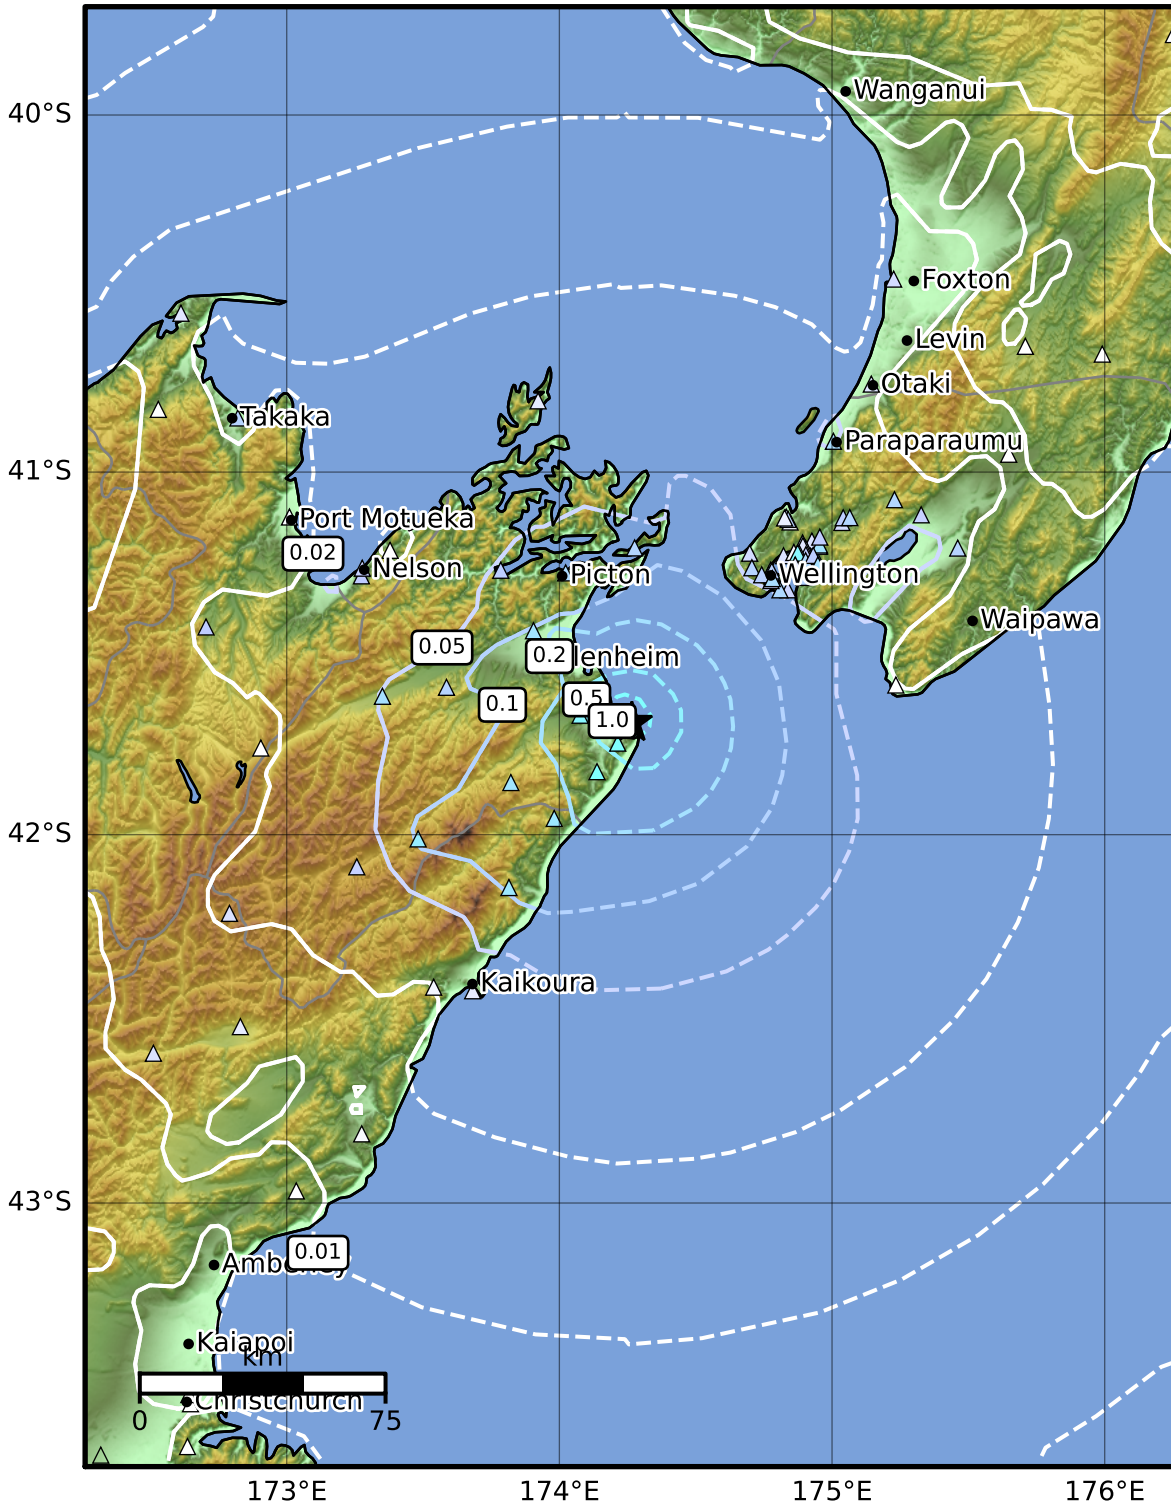 Wanganui
40°S
Foxton
Levin
Otaki
Takaka
Paraparaumu
41°S
Port Motueka
0.02
Nelson
Picton
Wellington
Waipawa
0.05
0.2
lenheim
0.1
0.5
1.0
42°S
Kaikoura
43°S
0.01
Amberley
Kaiapoi
km
Christchurch
0
75
173°E
174°E
175°E
176°E